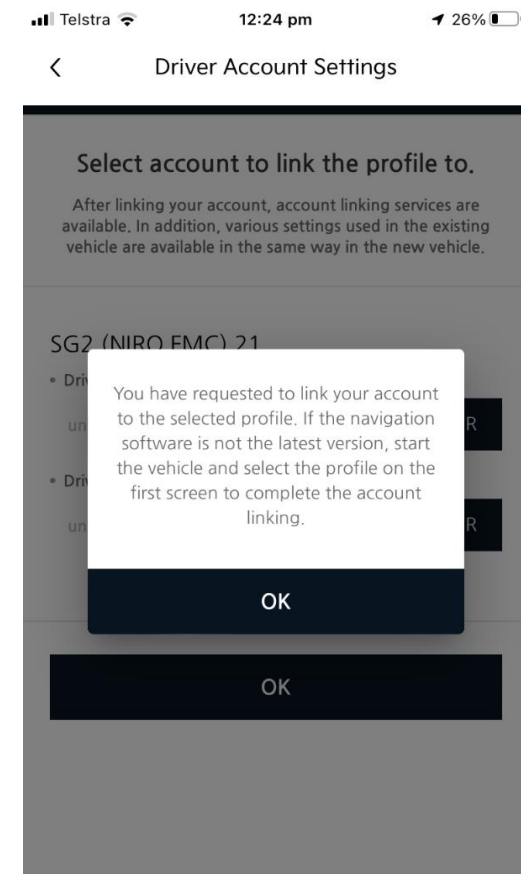 Telstra
12:24 pm
26%
Driver Account Settings
Select account to link the profile to.
After linking your account, account linking services are
available. In addition, various settings used in the existing
vehicle are available in the same way in the new vehicle.
SG2 (NIRO EMC) 21
You have requested to link your account
to the selected profile. If the navigation
software is not the latest version, start
the vehicle and select the profile on the
first screen to complete the account
linking.
OK
OK